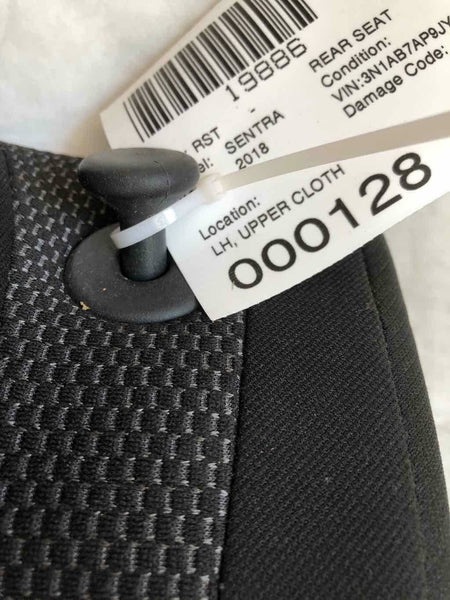 19886
RST -
SENTRA
2018
REAR SEAT
Condition:
VIN:3N1AB7AP9JY
Damage Code:
Location:
LH, UPPER CLOTH
000128